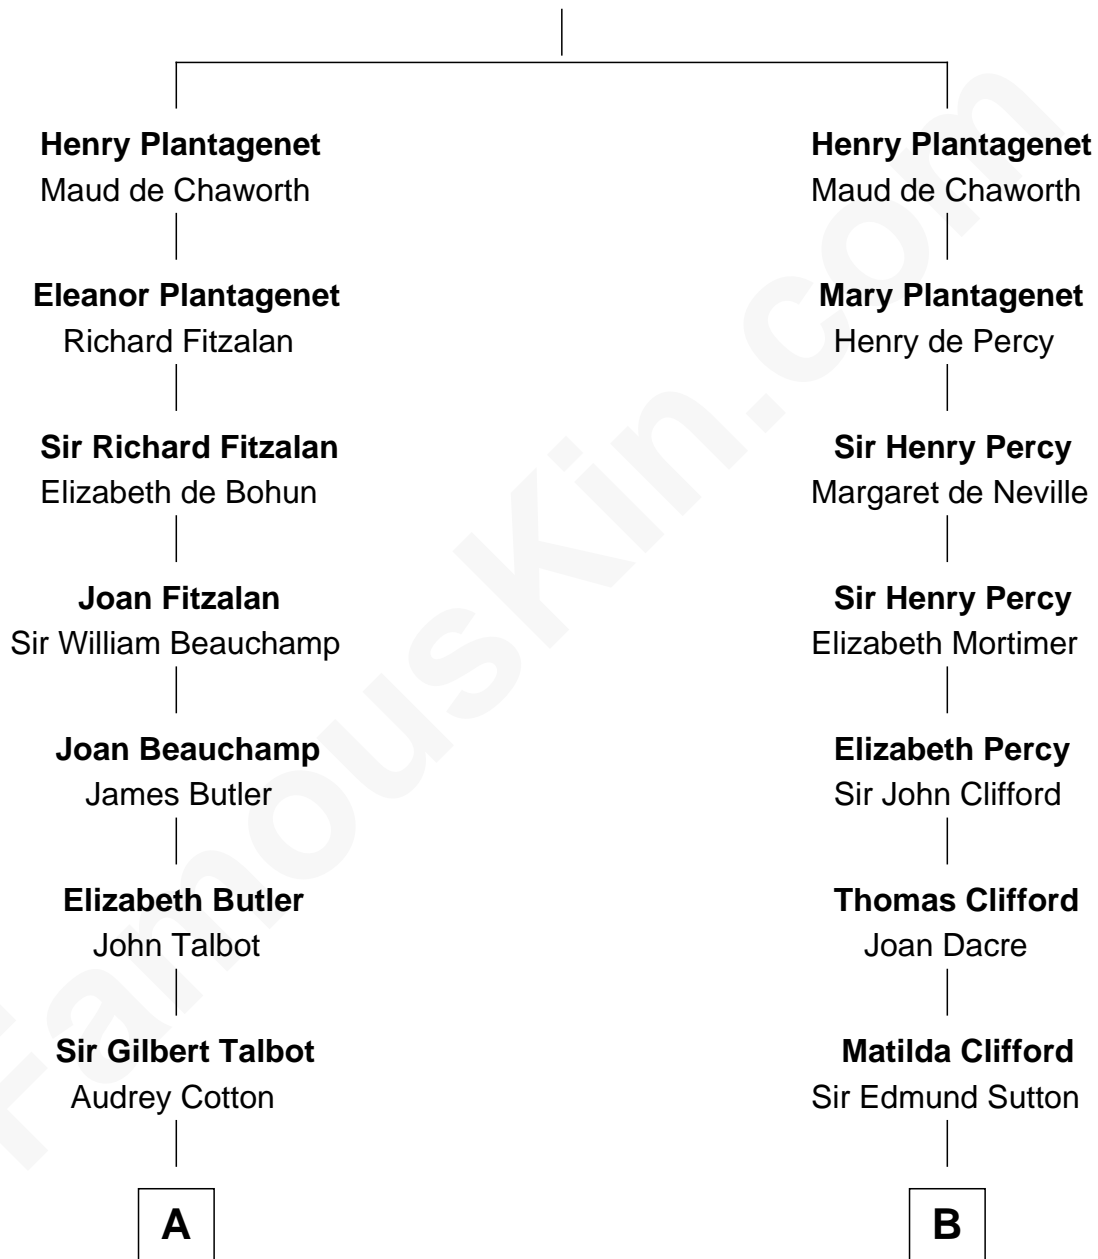 Henry Plantagenet
Maud de Chaworth
Eleanor Plantagenet
Richard Fitzalan
Sir Richard Fitzalan
Elizabeth de Bohun
Joan Fitzalan
Sir William Beauchamp
Joan Beauchamp
James Butler
Elizabeth Butler
John Talbot
Sir Gilbert Talbot
Audrey Cotton
A
Henry Plantagenet
Maud de Chaworth
Mary Plantagenet
Henry de Percy
Sir Henry Percy
Margaret de Neville
Sir Henry Percy
Elizabeth Mortimer
Elizabeth Percy
Sir John Clifford
Thomas Clifford
Joan Dacre
Matilda Clifford
Sir Edmund Sutton
B
FamousKin.com